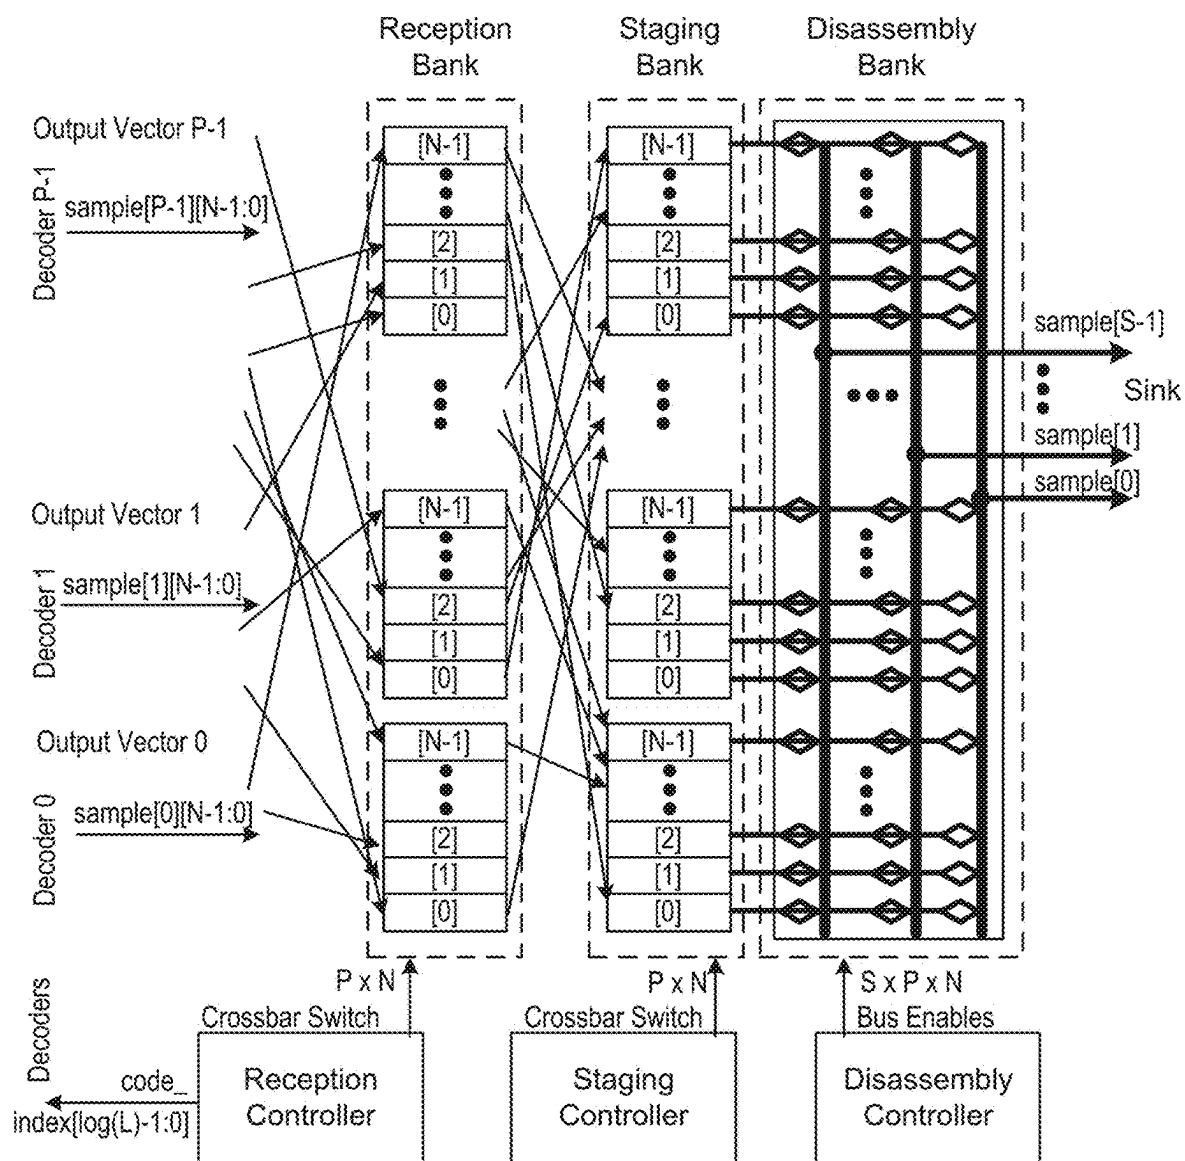 Reception
Bank
Staging
Bank
Disassembly
Bank
Output Vector P-1
Decoder P-1
sample[P-1][N-1:0]
[N-1]
[2]
[1]
[0]
[N-1]
[2]
[1]
[0]
sample[S-1]
Sink
sample[1]
sample[0]
Output Vector 1
Decoder 1
sample[1][N-1:0]
[N-1]
[2]
[1]
[0]
[N-1]
[2]
[1]
[0]
Output Vector 0
Decoder 0
sample[0][N-1:0]
[N-1]
[2]
[1]
[0]
[N-1]
[2]
[1]
[0]
P x N
Crossbar Switch
P x N
Crossbar Switch
S x P x N
Bus Enables
Decoders
code_
index[log(L)-1:0]
Reception
Controller
Staging
Controller
Disassembly
Controller